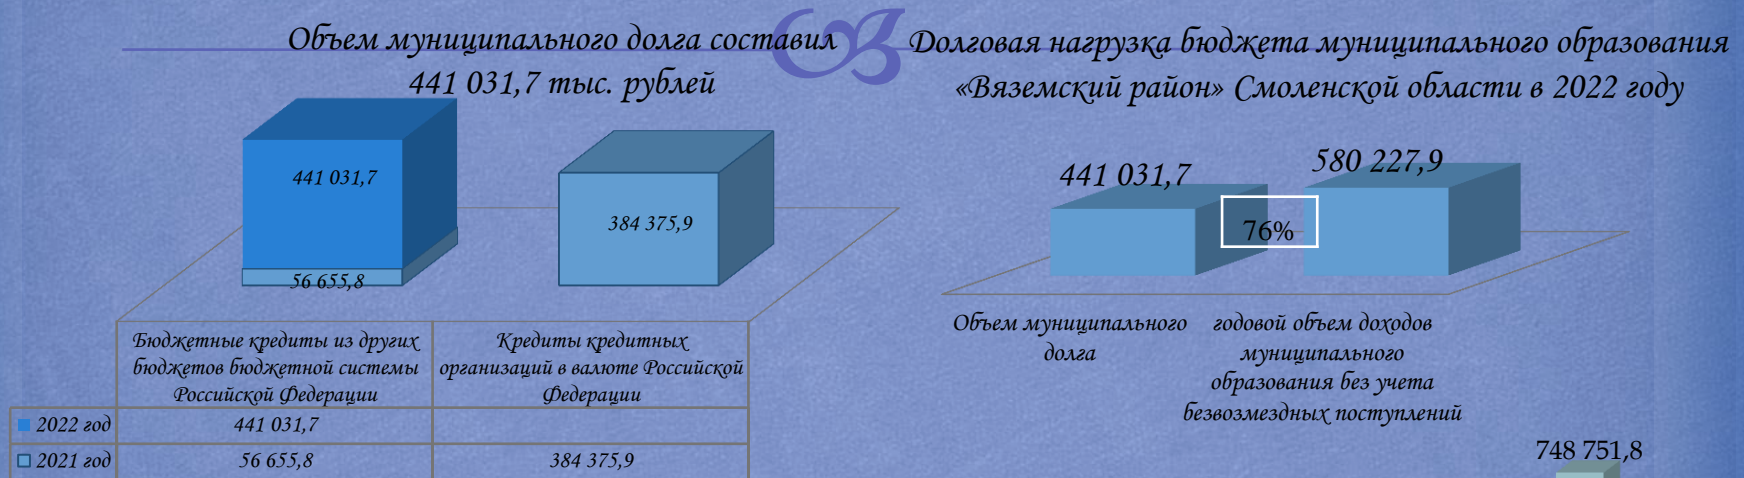 Объем муниципального долга составил
441 031,7 тыс. рублей
441 031,7
56 655,8
384 375,9
Бюджетные кредиты из других
бюджетов бюджетной системы
Российской Федерации
Кредиты кредитных
организаций в валюте Российской
Федерации
2022 год 441 031,7
2021 год 56 655,8 384 375,9
Долговая нагрузка бюджета муниципального образования
«Вяземский район» Смоленской области в 2022 году
441 031,7
580 227,9
76%
Объем муниципального
долга
годовой объем доходов
муниципального
образования без учета
безвозмездных поступлений
748 751,8